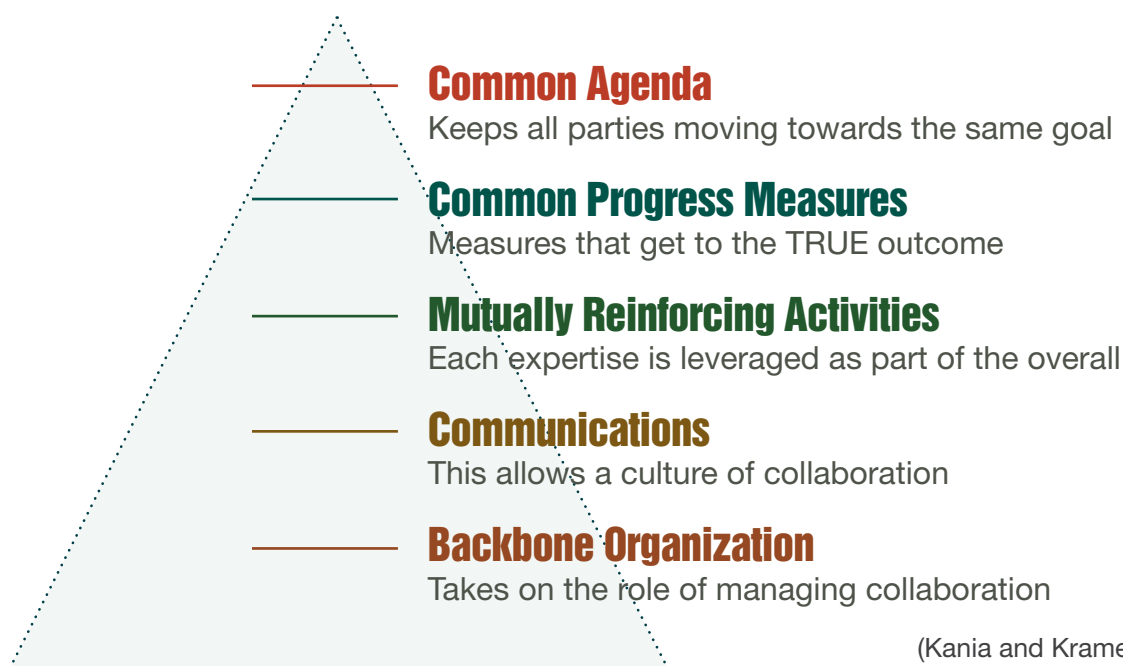 Common Agenda
Keeps all parties moving towards the same goal
Common Progress Measures
Measures that get to the TRUE outcome
Mutually Reinforcing Activities
Each expertise is leveraged as part of the overall
Communications
This allows a culture of collaboration
Backbone Organization
Takes on the role of managing collaboration
(Kania and